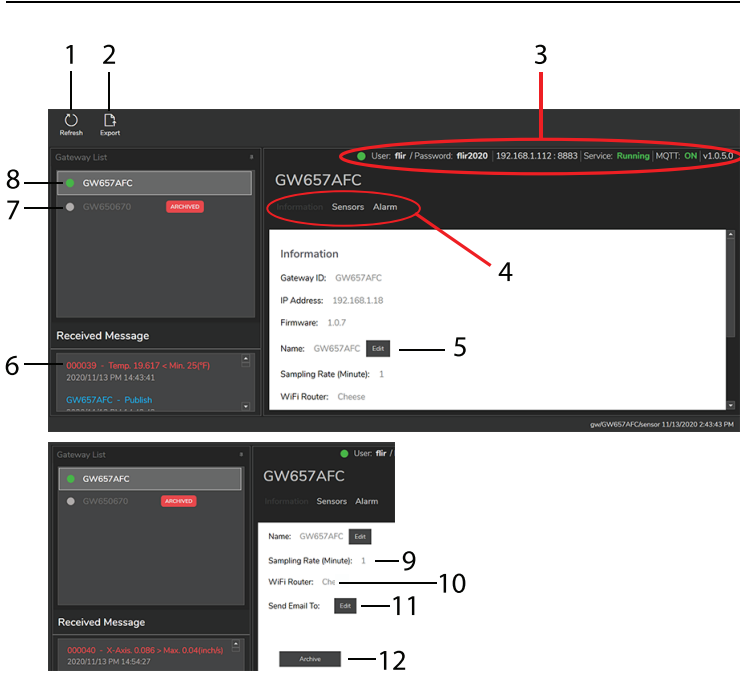 1 2 3
Refresh Export
Gateway List
User: flir / Password: flir2020 | 192.168.1.112 : 8883 | Service: Running | MQTT: ON | v1.0.5.0
8 GW657AFC
7 GW650670 ARCHIVED
GW657AFC
Information Sensors Alarm
4
Information
Gateway ID: GW657AFC
IP Address: 192.168.1.18
Firmware: 1.0.7
Name: GW657AFC Edit 5
Sampling Rate (Minute): 1
WiFi Router: Cheese
Received Message
6 000039 - Temp. 19.617 < Min. 25(°F)
2020/11/13 PM 14:43:41
GW657AFC - Publish
gw/GW657AFC/sensor 11/13/2020 2:43:43 PM
Gateway List
User: flir /
GW657AFC
GW650670 ARCHIVED
GW657AFC
Information Sensors Alarm
Name: GW657AFC Edit
Sampling Rate (Minute): 1 9
WiFi Router: Che 10
Send Email To: Edit 11
Archive 12
Received Message
000040 - X-Axis. 0.086 > Max. 0.04(inch/s)
2020/11/13 PM 14:54:27